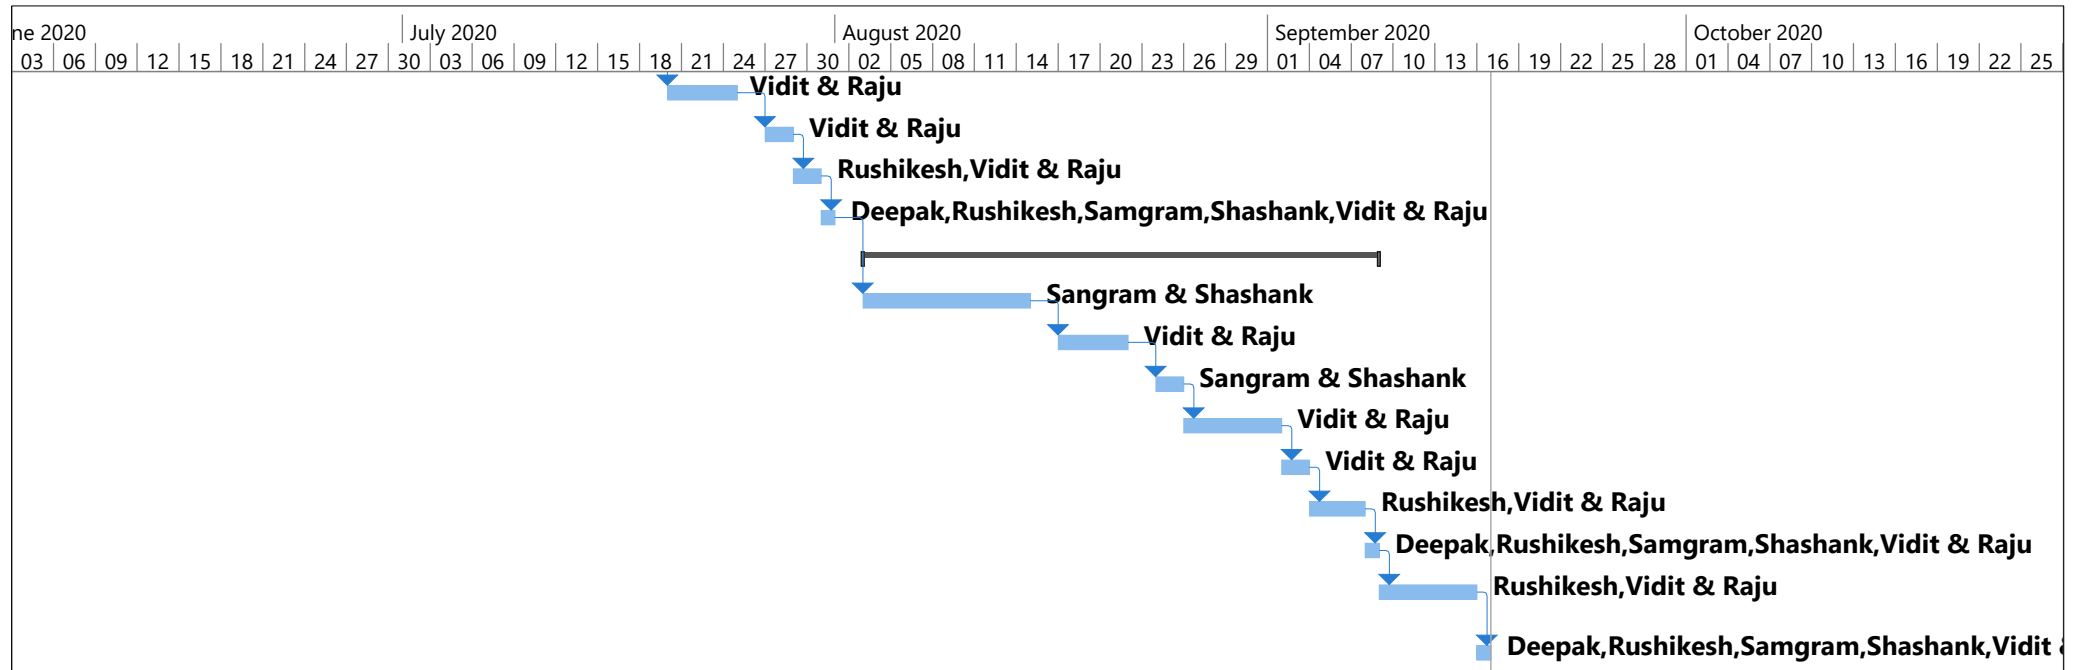 ne 2020 July 2020 August 2020 September 2020 October 2020
03 06 09 12 15 18 21 24 27 30 03 06 09 12 15 18 21 24 27 30 02 05 08 11 14 17 20 23 26 29 01 04 07 10 13 16 19 22 25 28 01 04 07 10 13 16 19 22 25
Vidit & Raju
Vidit & Raju
Rushikesh,Vidit & Raju
Deepak,Rushikesh,Samgram,Shashank,Vidit & Raju
Sangram & Shashank
Vidit & Raju
Sangram & Shashank
Vidit & Raju
Vidit & Raju
Rushikesh,Vidit & Raju
Deepak,Rushikesh,Samgram,Shashank,Vidit & Raju
Rushikesh,Vidit & Raju
Deepak,Rushikesh,Samgram,Shashank,Vidit &